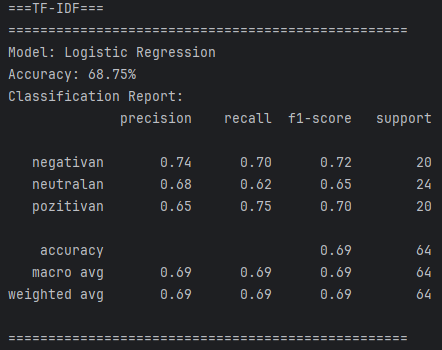 ===TF-IDF===
==================================================
Model: Logistic Regression
Accuracy: 68.75%
Classification Report:
              precision    recall  f1-score   support

   negativan       0.74      0.70      0.72        20
   neutralan       0.68      0.62      0.65        24
   pozitivan       0.65      0.75      0.70        20

    accuracy                           0.69        64
   macro avg       0.69      0.69      0.69        64
weighted avg       0.69      0.69      0.69        64

==================================================